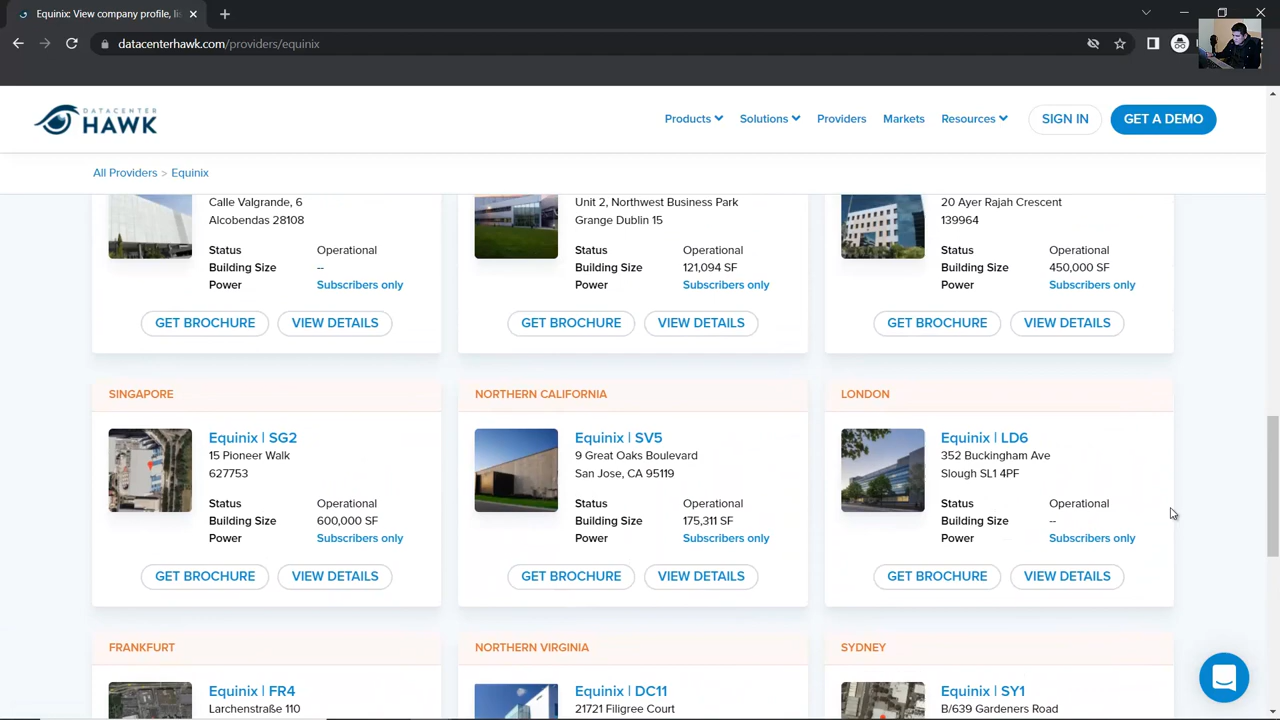 Equinix View company profile, lis
datacenterhawk.com/providers/equinix
DATACENTER
HAWK
Products
Solutions
Providers
Markets
Resources
SIGN IN
GET A DEMO
All Providers > Equinix
Calle Valgrande, 6
Alcobendas 28108
Status Operational
Building Size --
Power Subscribers only
GET BROCHURE VIEW DETAILS
Unit 2, Northwest Business Park
Grange Dublin 15
Status Operational
Building Size 121,094 SF
Power Subscribers only
GET BROCHURE VIEW DETAILS
20 Ayer Rajah Crescent
139964
Status Operational
Building Size 450,000 SF
Power Subscribers only
GET BROCHURE VIEW DETAILS
SINGAPORE
Equinix | SG2
15 Pioneer Walk
627753
Status Operational
Building Size 600,000 SF
Power Subscribers only
GET BROCHURE VIEW DETAILS
NORTHERN CALIFORNIA
Equinix | SV5
9 Great Oaks Boulevard
San Jose, CA 95119
Status Operational
Building Size 175,311 SF
Power Subscribers only
GET BROCHURE VIEW DETAILS
LONDON
Equinix | LD6
352 Buckingham Ave
Slough SL1 4PF
Status Operational
Building Size --
Power Subscribers only
GET BROCHURE VIEW DETAILS
FRANKFURT
Equinix | FR4
Larchenstraße 110
NORTHERN VIRGINIA
Equinix | DC11
21721 Filigree Court
SYDNEY
Equinix | SY1
B/639 Gardeners Road